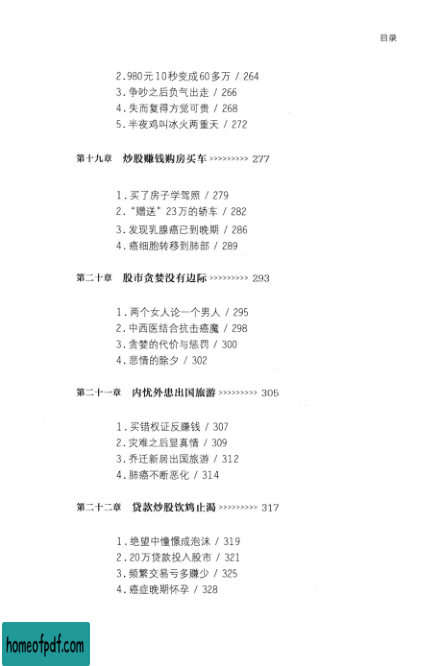 目录
2.980元10秒变成60多万 / 264
3.争吵之后负气出走 / 266
4.失而复得方觉可贵 / 268
5.半夜鸡叫冰火两重天 / 272
第十九章 炒股赚钱购房买车 >>>>>>>>> 277
1.买了房子学驾照 / 279
2.“赠送”23万的轿车 / 282
3.发现乳腺癌已到晚期 / 286
4.癌细胞转移到肺部 / 289
第二十章 股市贪婪没有边际 >>>>>>>>> 293
1.两个女人论一个男人 / 295
2.中西医结合抗击癌魔 / 298
3.贪婪的代价与惩罚 / 300
4.悲情的除夕 / 302
第二十一章 内忧外患出国旅游 >>>>>>>>> 305
1.买错权证反赚钱 / 307
2.灾难之后显真情 / 309
3.乔迁新居出国旅游 / 312
4.肺癌不断恶化 / 314
第二十二章 贷款炒股饮鸩止渴 >>>>>>>>> 317
1.绝望中憧憬成泡沫 / 319
2.20万贷款投入股市 / 321
3.频繁交易亏多赚少 / 325
4.癌症晚期怀孕 / 328
homeofpdf.com